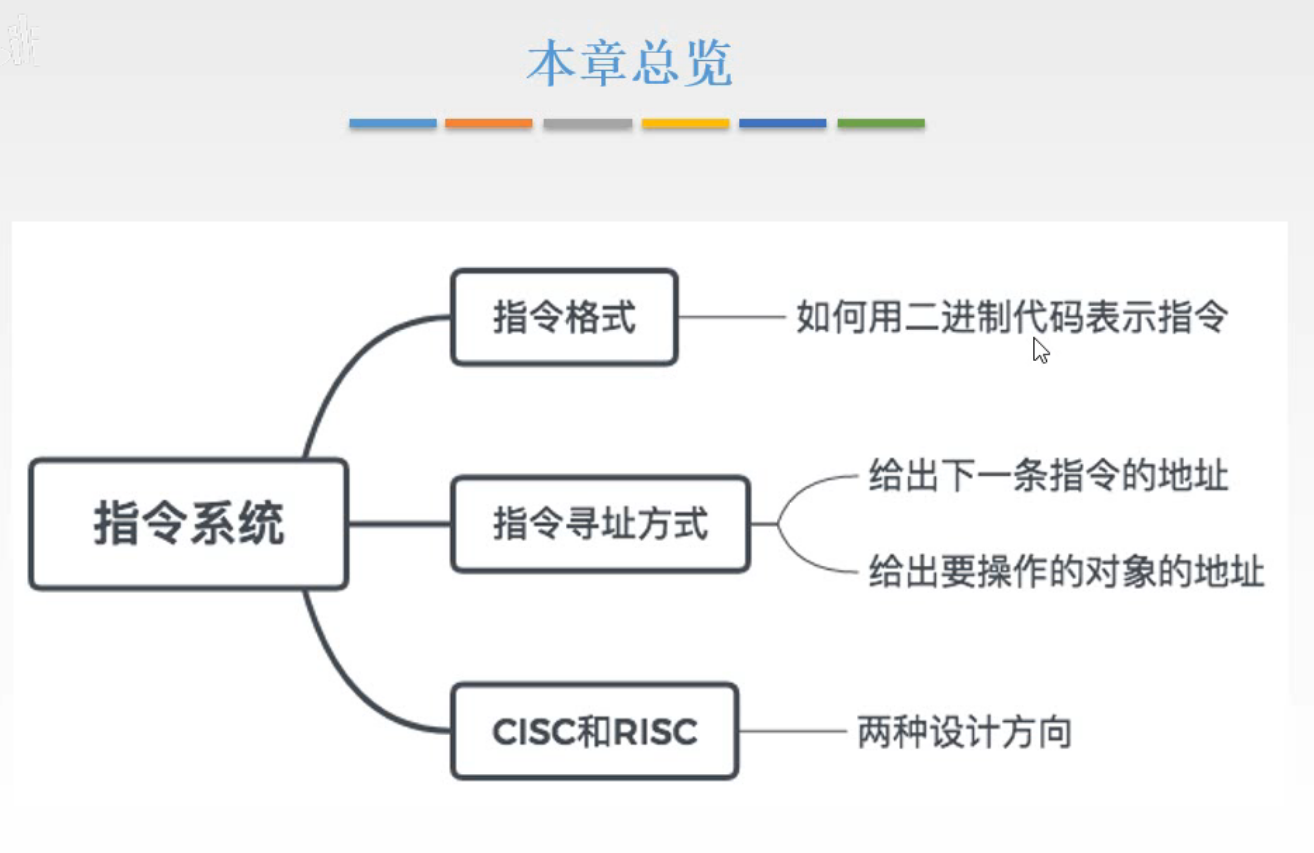 本章总览
指令格式
如何用二进制代码表示指令
指令系统
指令寻址方式
给出下一条指令的地址
给出要操作的对象的地址
CISC和RISC
两种设计方向